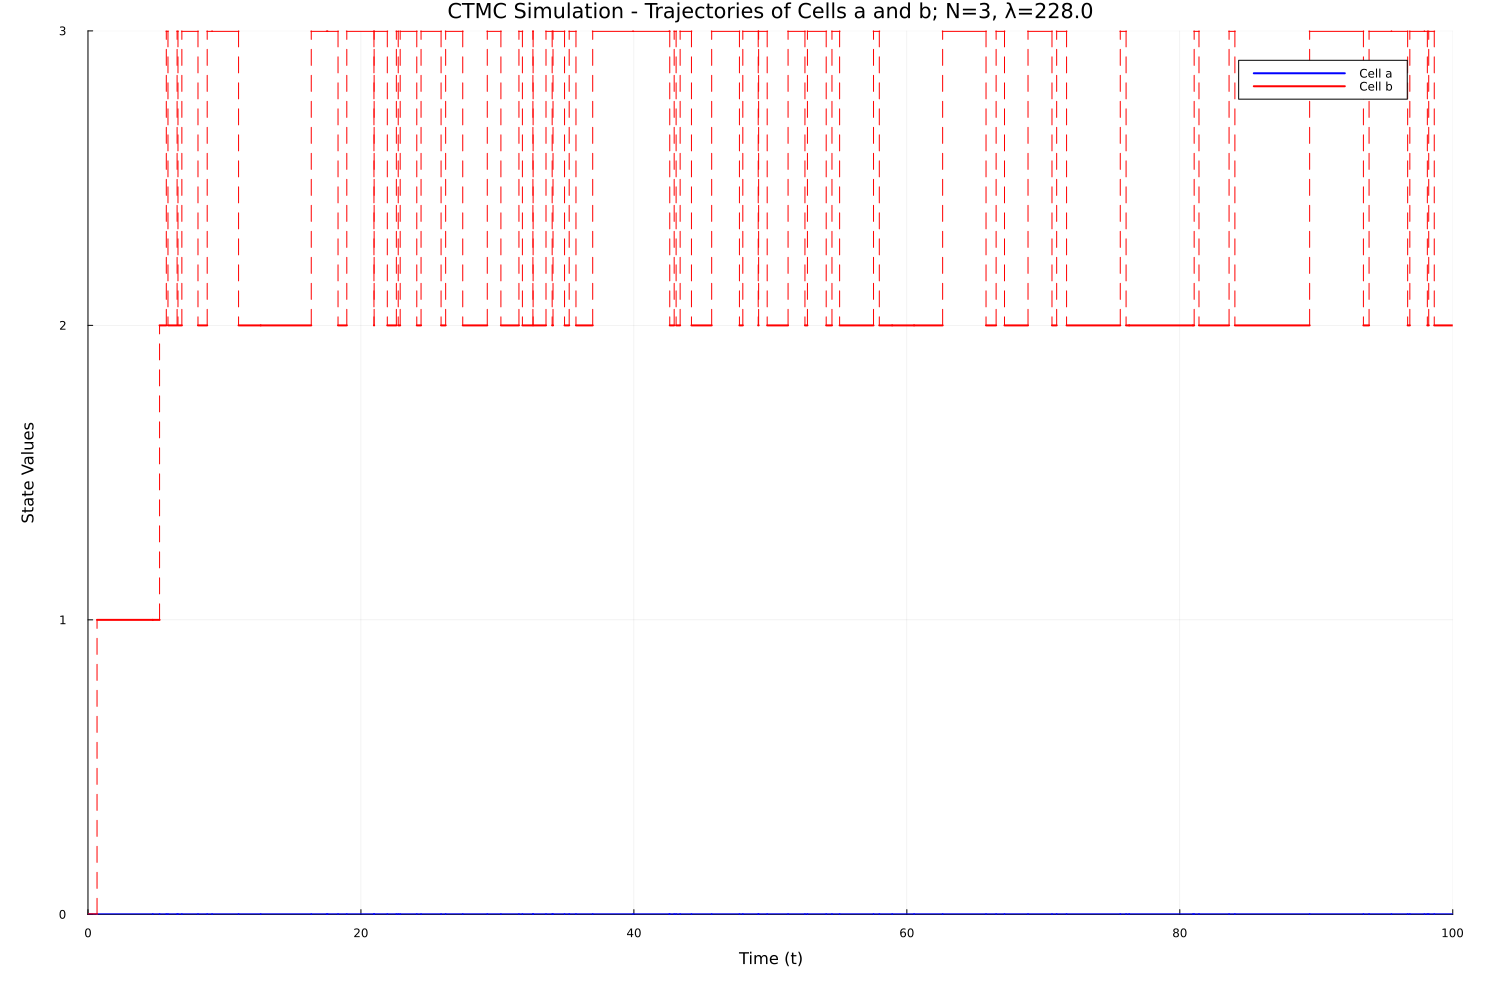 CTMC Simulation - Trajectories of Cells a and b; N=3, λ=228.0
3
Cell a
Cell b
2
State Values
1
0
0 20 40 60 80 100
Time (t)